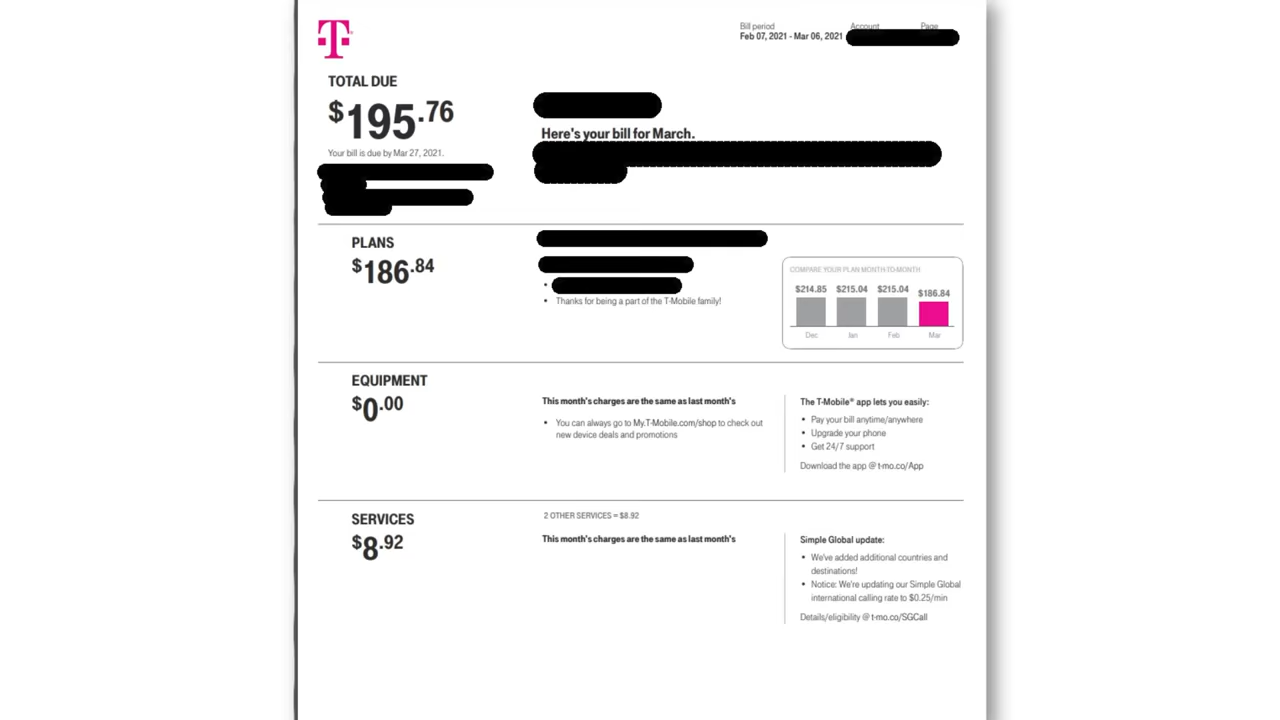 T
Bill period
Account
Page
Feb 07, 2021 - Mar 06, 2021
TOTAL DUE
$195.76
Your bill is due by Mar 27, 2021.
Here's your bill for March.
PLANS
$186.84
• Thanks for being a part of the T-Mobile family!
COMPARE YOUR PLAN MONTH-TO-MONTH
$214.85 $215.04 $215.04 $186.84
Dec Jan Feb Mar
EQUIPMENT
$0.00
This month's charges are the same as last month's
• You can always go to My.T-Mobile.com/shop to check out
new device deals and promotions
The T-Mobile® app lets you easily:
• Pay your bill anytime/anywhere
• Upgrade your phone
• Get 24/7 support
Download the app @ t-mo.co/App
SERVICES
$8.92
2 OTHER SERVICES = $8.92
This month's charges are the same as last month's
Simple Global update:
• We've added additional countries and
destinations!
• Notice: We're updating our Simple Global
international calling rate to $0.25/min
Details/eligibility @ t-mo.co/SGCall